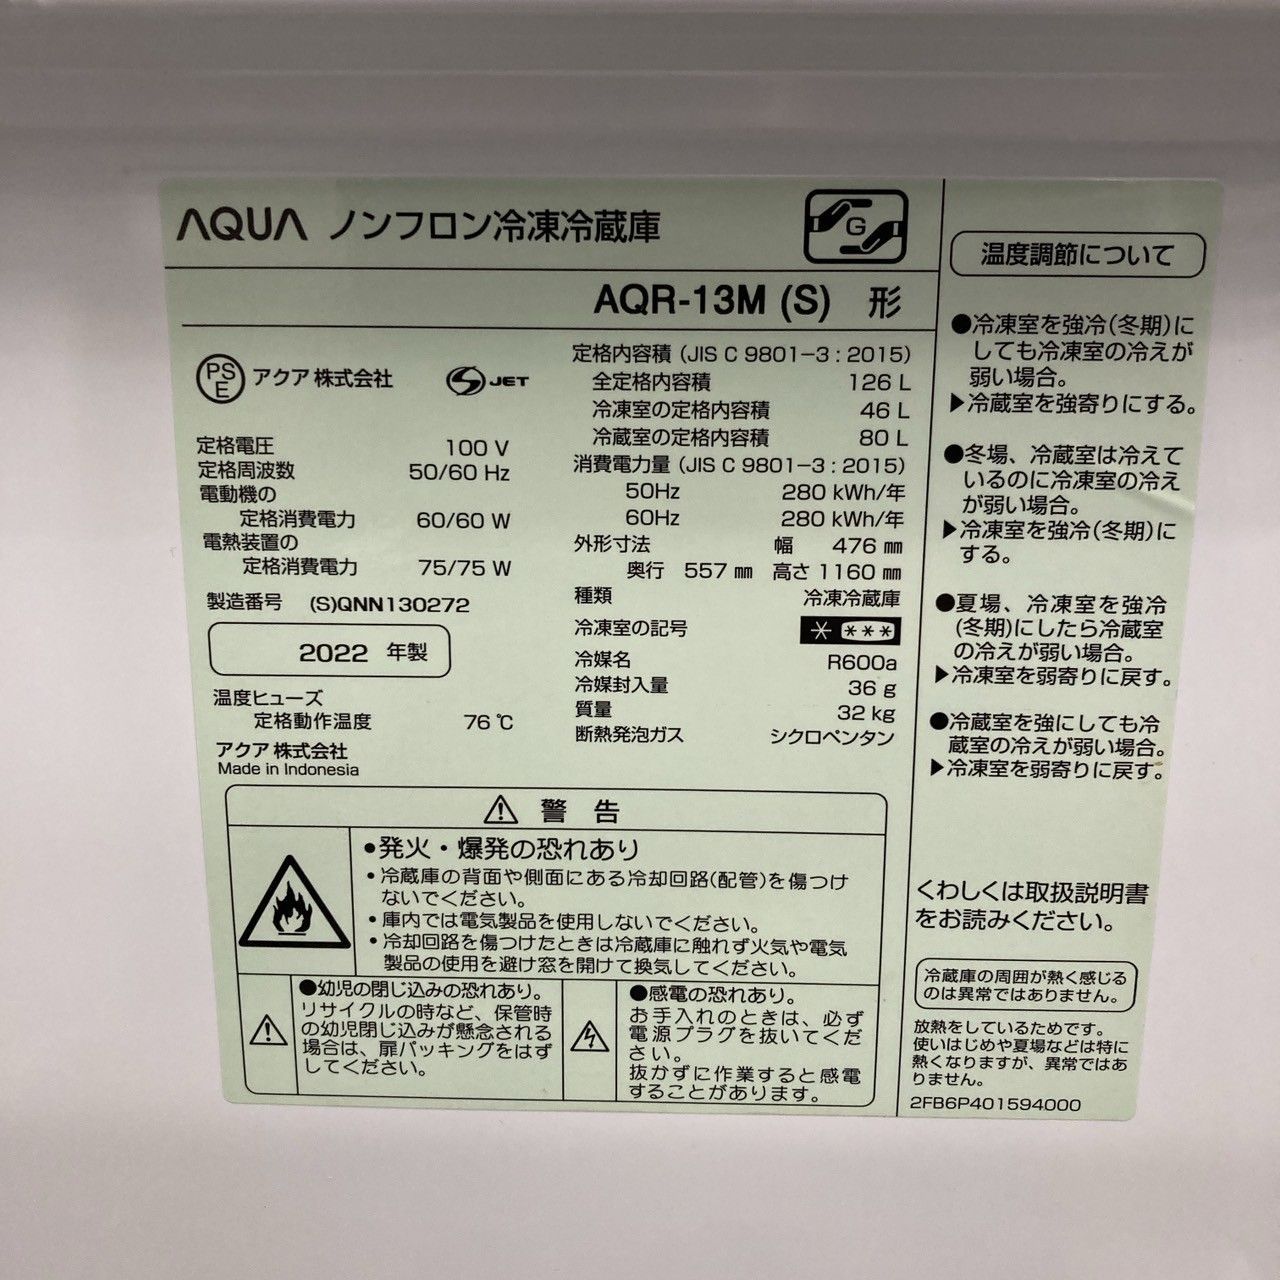 AQUA ノンフロン冷凍冷蔵庫
G
AQR-13M (S) 形
PS
E
アクア 株式会社
S JET
定格電圧 100 V
定格周波数 50/60 Hz
電動機の
定格消費電力 60/60 W
電熱装置の
定格消費電力 75/75 W
製造番号 (S)QNN130272
2022 年製
温度ヒューズ
定格動作温度 76 ℃
アクア 株式会社
Made in Indonesia
定格内容積 (JIS C 9801-3 : 2015)
全定格内容積 126 L
冷凍室の定格内容積 46 L
冷蔵室の定格内容積 80 L
消費電力量 (JIS C 9801-3 : 2015)
50Hz 280 kWh/年
60Hz 280 kWh/年
外形寸法 幅 476 ㎜
奥行 557 ㎜ 高さ 1160 ㎜
種類 冷凍冷蔵庫
冷凍室の記号 * ***
冷媒名 R600a
冷媒封入量 36 g
質量 32 kg
断熱発泡ガス シクロペンタン
⚠ 警 告
•発火・爆発の恐れあり
•冷蔵庫の背面や側面にある冷却回路(配管)を傷つけ
ないでください。
•庫内では電気製品を使用しないでください。
•冷却回路を傷つけたときは冷蔵庫に触れず火気や電気
製品の使用を避け窓を開けて換気してください。
●幼児の閉じ込みの恐れあり。
リサイクルの時など、保管時
の幼児閉じ込みが懸念される
場合は、扉パッキングをはず
してください。
●感電の恐れあり。
お手入れのときは、必ず
電源プラグを抜いてくだ
さい。
抜かずに作業すると感電
することがあります。
温度調節について
●冷凍室を強冷(冬期)に
しても冷凍室の冷えが
弱い場合。
▶冷蔵室を強寄りにする。
●冬場、冷蔵室は冷えて
いるのに冷凍室の冷え
が弱い場合。
▶冷凍室を強冷(冬期)に
する。
●夏場、冷凍室を強冷
(冬期)にしたら冷蔵室
の冷えが弱い場合。
▶冷凍室を弱寄りに戻す。
●冷蔵室を強にしても冷
蔵室の冷えが弱い場合。
▶冷凍室を弱寄りに戻す。
くわしくは取扱説明書
をお読みください。
冷蔵庫の周囲が熱く感じる
のは異常ではありません。
放熱をしているためです。
使いはじめや夏場などは特に
熱くなりますが、異常ではあ
りません。
2FB6P401594000